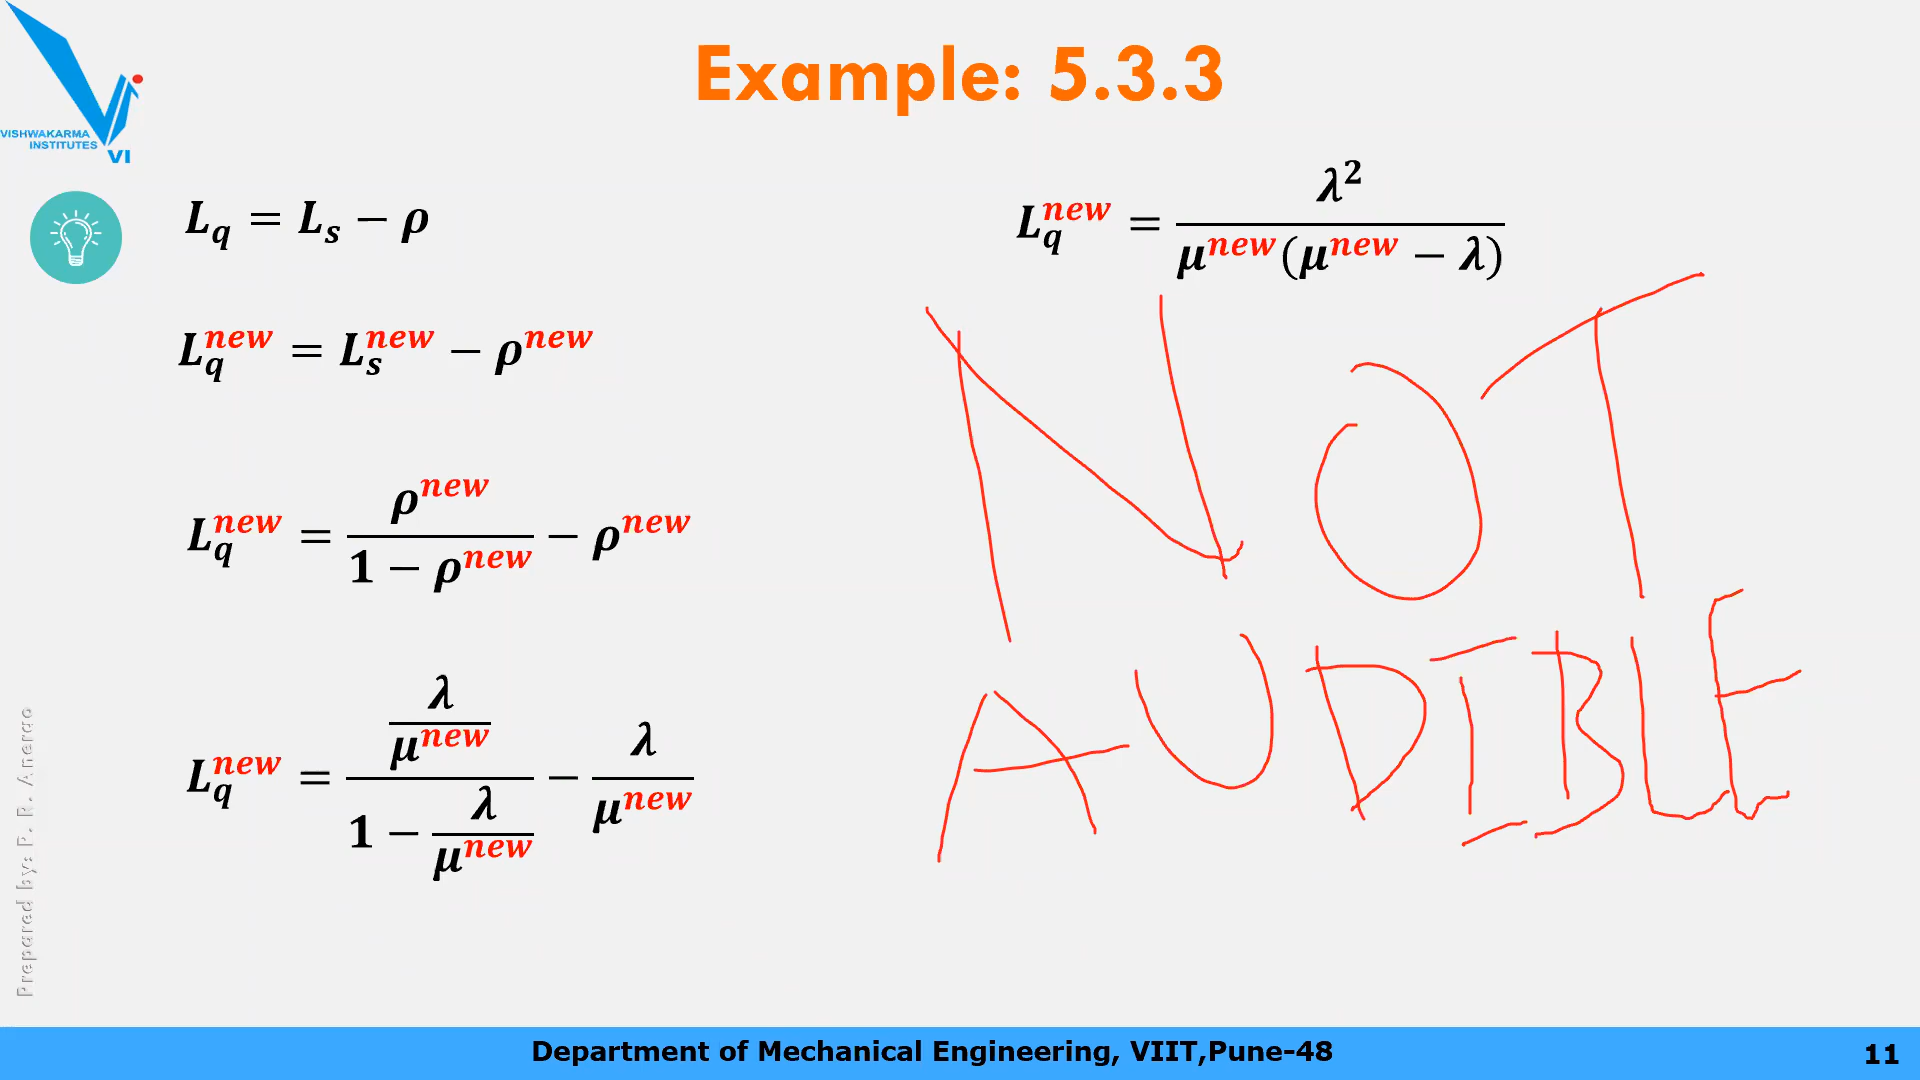 Example: 5.3.3
VISHWAKARMA
INSTITUTES
VI
L_q = L_s − ρ
L_q^new = L_s^new − ρ^new
L_q^new = ρ^new / (1 − ρ^new) − ρ^new
L_q^new = (λ/μ^new) / (1 − λ/μ^new) − λ/μ^new
L_q^new = λ² / (μ^new(μ^new − λ))
NOT
AUDIBLE
Prepared by: P. R. Anerao
Department of Mechanical Engineering, VIIT,Pune-48
11